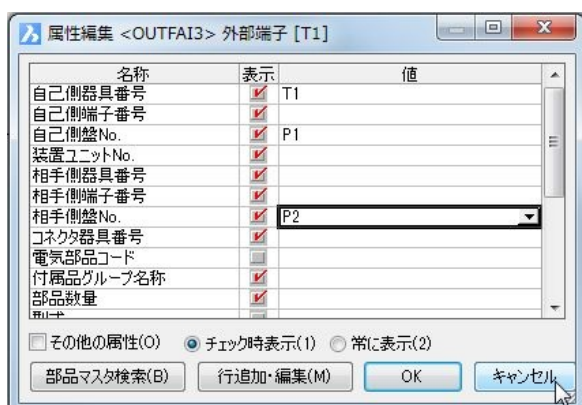 属性編集 <OUTFAI3> 外部端子 [T1]
名称 表示 値
自己側器具番号 T1
自己側端子番号
自己側盤No. P1
装置ユニットNo.
相手側器具番号
相手側端子番号
相手側盤No. P2
コネクタ器具番号
電気部品コード
付属品グループ名称
部品数量
型式
その他の属性(O) チェック時表示(1) 常に表示(2)
部品マスタ検索(B) 行追加・編集(M) OK キャンセル